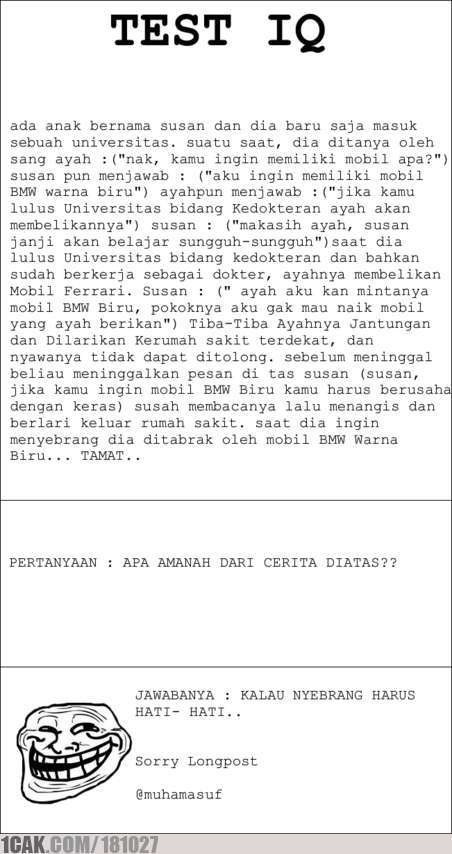 TEST IQ
ada anak bernama susan dan dia baru saja masuk
sebuah universitas. suatu saat, dia ditanya oleh
sang ayah :("nak, kamu ingin memiliki mobil apa?")
susan pun menjawab : ("aku ingin memiliki mobil
BMW warna biru") ayahpun menjawab :("jika kamu
lulus Universitas bidang Kedokteran ayah akan
membelikannya") susan : ("makasih ayah, susan
janji akan belajar sungguh-sungguh")saat dia
lulus Universitas bidang kedokteran dan bahkan
sudah berkerja sebagai dokter, ayahnya membelikan
Mobil Ferrari. Susan : (" ayah aku kan mintanya
mobil BMW Biru, pokoknya aku gak mau naik mobil
yang ayah berikan") Tiba-Tiba Ayahnya Jantungan
dan Dilarikan Kerumah sakit terdekat, dan
nyawanya tidak dapat ditolong. sebelum meninggal
beliau meninggalkan pesan di tas susan (susan,
jika kamu ingin mobil BMW Biru kamu harus berusaha
dengan keras) susah membacanya lalu menangis dan
berlari keluar rumah sakit. saat dia ingin
menyebrang dia ditabrak oleh mobil BMW Warna
Biru... TAMAT..
PERTANYAAN : APA AMANAH DARI CERITA DIATAS??
JAWABANYA : KALAU NYEBRANG HARUS
HATI- HATI..
Sorry Longpost
@muhamasuf
1CAK.COM/181027